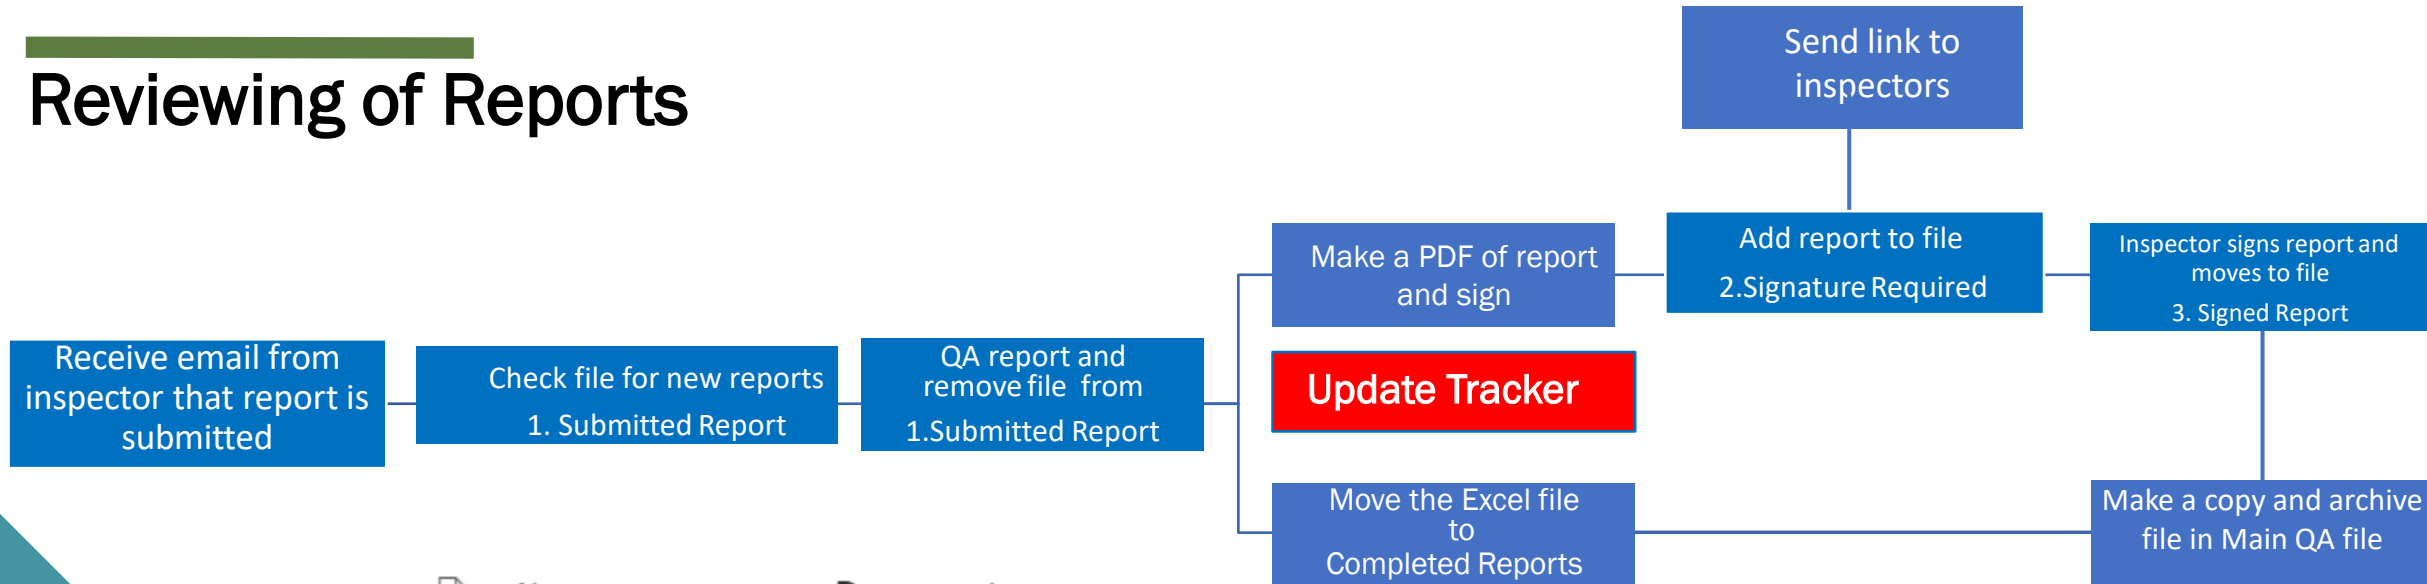 Reviewing of Reports
Send link to
inspectors
Receive email from
inspector that report is
submitted
Check file for new reports
1. Submitted Report
QA report and
remove file from
1.Submitted Report
Make a PDF of report
and sign
Add report to file
2.Signature Required
Inspector signs report and
moves to file
3. Signed Report
Update Tracker
Move the Excel file
to
Completed Reports
Make a copy and archive
file in Main QA file